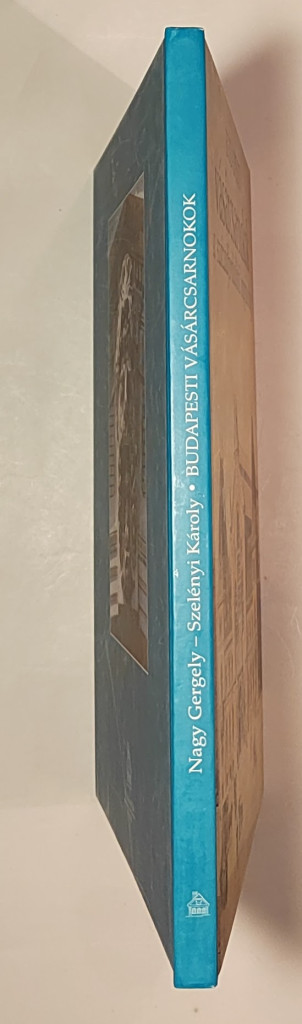 Nagy Gergely – Szelényi Károly • BUDAPESTI VÁSÁRCSARNOKOK